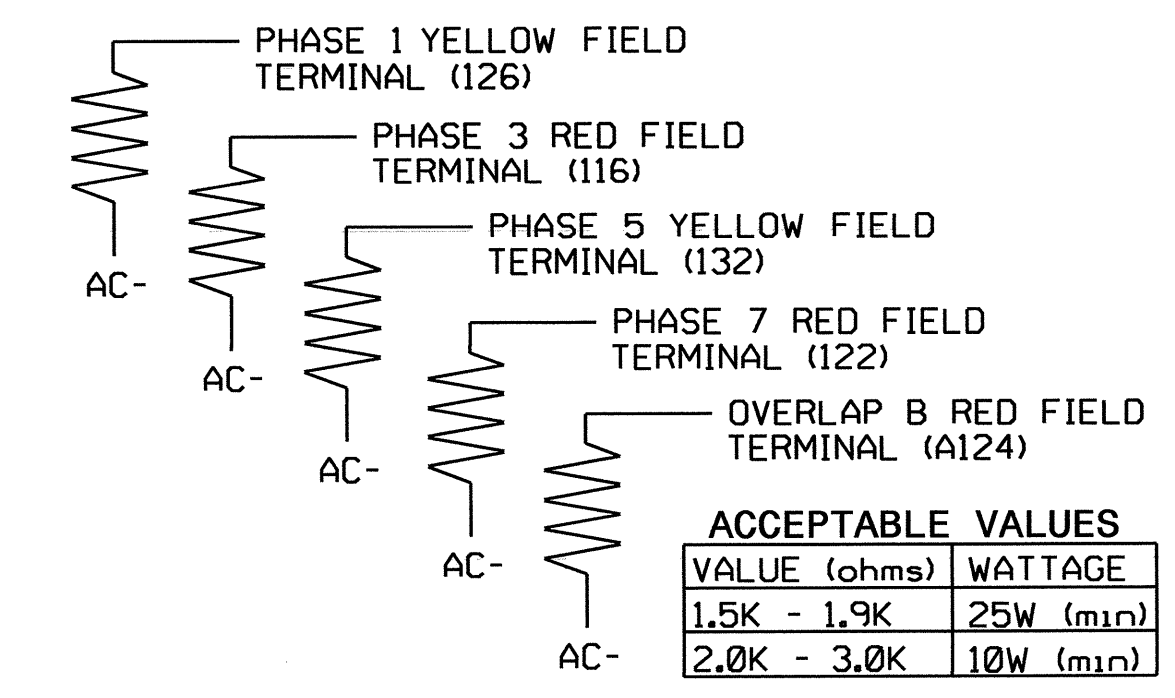 PHASE 1 YELLOW FIELD
TERMINAL (126)
PHASE 3 RED FIELD
TERMINAL (116)
PHASE 5 YELLOW FIELD
TERMINAL (132)
AC-
PHASE 7 RED FIELD
TERMINAL (122)
AC-
OVERLAP B RED FIELD
TERMINAL (A124)
AC-
AC-
AC-
ACCEPTABLE VALUES
VALUE (ohms) WATTAGE
1.5K - 1.9K 25W (min)
2.0K - 3.0K 10W (min)